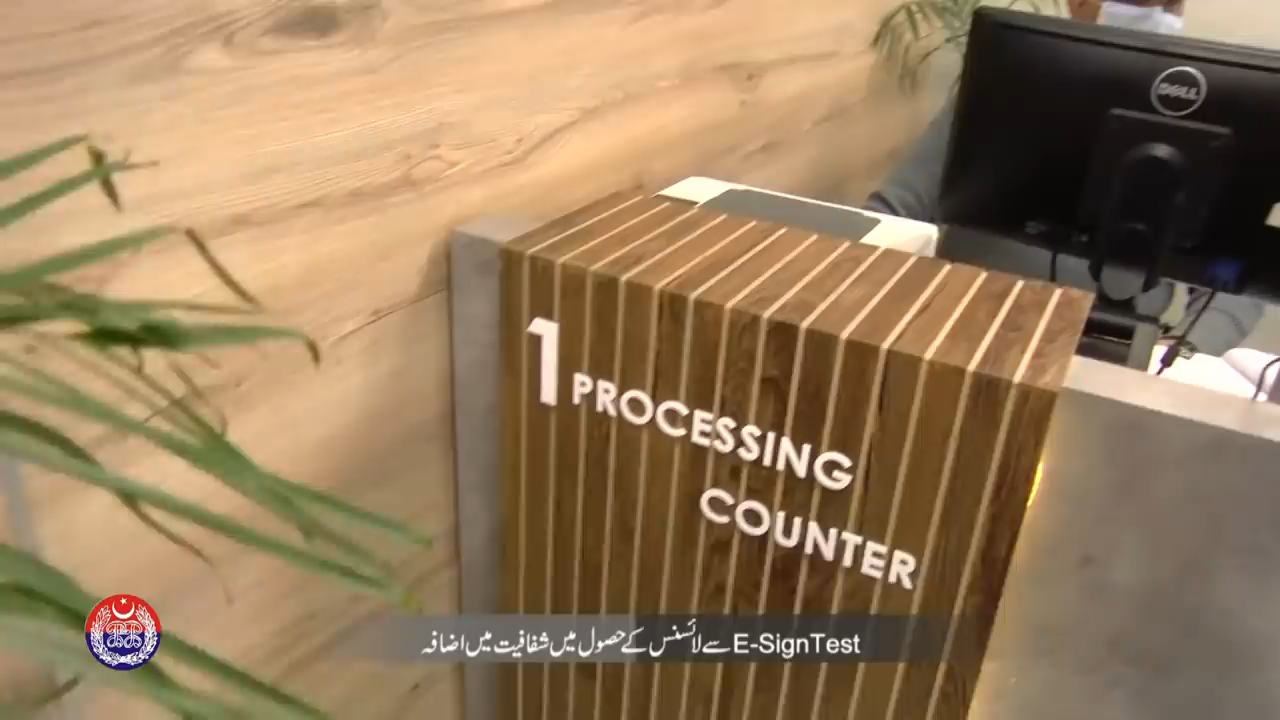 DELL
1 PROCESSING
COUNTER
E-SignTest سے لائسنس کے حصول میں شفافیت میں اضافہ